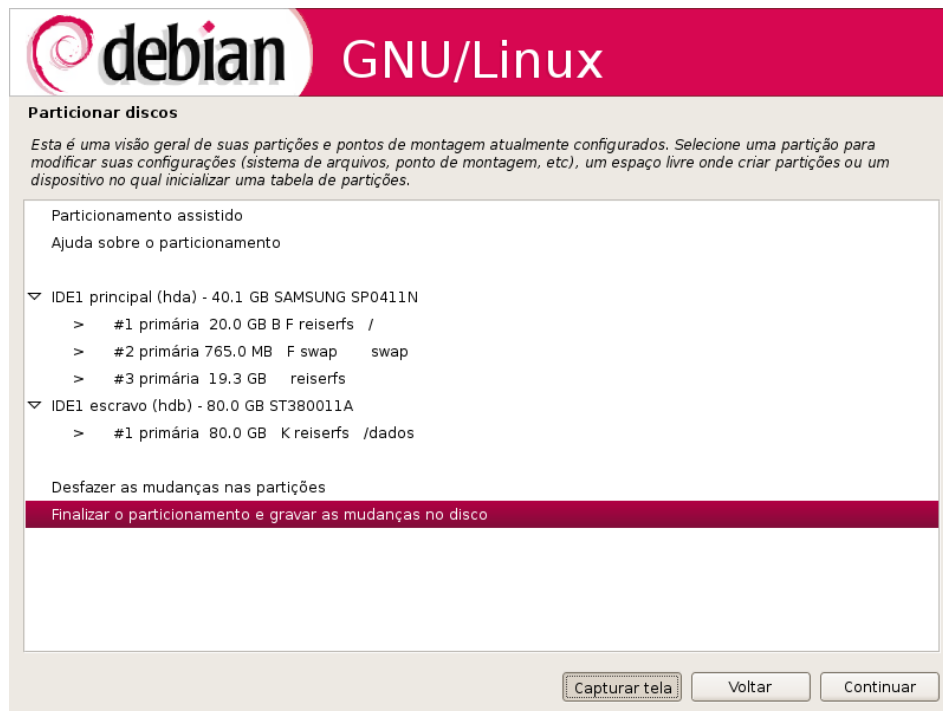 debian GNU/Linux
Particionar discos
Esta é uma visão geral de suas partições e pontos de montagem atualmente configurados. Selecione uma partição para
modificar suas configurações (sistema de arquivos, ponto de montagem, etc), um espaço livre onde criar partições ou um
dispositivo no qual inicializar uma tabela de partições.
Particionamento assistido
Ajuda sobre o particionamento
IDE1 principal (hda) - 40.1 GB SAMSUNG SP0411N
> #1 primária 20.0 GB B F reiserfs /
> #2 primária 765.0 MB F swap swap
> #3 primária 19.3 GB reiserfs
IDE1 escravo (hdb) - 80.0 GB ST380011A
> #1 primária 80.0 GB K reiserfs /dados
Desfazer as mudanças nas partições
Finalizar o particionamento e gravar as mudanças no disco
Capturar tela Voltar Continuar